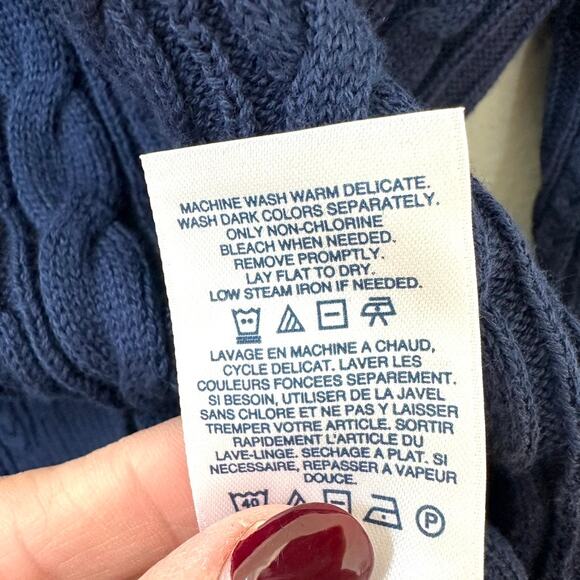 MACHINE WASH WARM DELICATE.
WASH DARK COLORS SEPARATELY.
ONLY NON-CHLORINE
BLEACH WHEN NEEDED.
REMOVE PROMPTLY.
LAY FLAT TO DRY.
LOW STEAM IRON IF NEEDED.
LAVAGE EN MACHINE A CHAUD,
CYCLE DELICAT. LAVER LES
COULEURS FONCEES SEPAREMENT.
SI BESOIN, UTILISER DE LA JAVEL
SANS CHLORE ET NE PAS Y LAISSER
TREMPER VOTRE ARTICLE. SORTIR
RAPIDEMENT L'ARTICLE DU
LAVE-LINGE. SECHAGE A PLAT. SI
NECESSAIRE, REPASSER A VAPEUR
DOUCE.
40 P